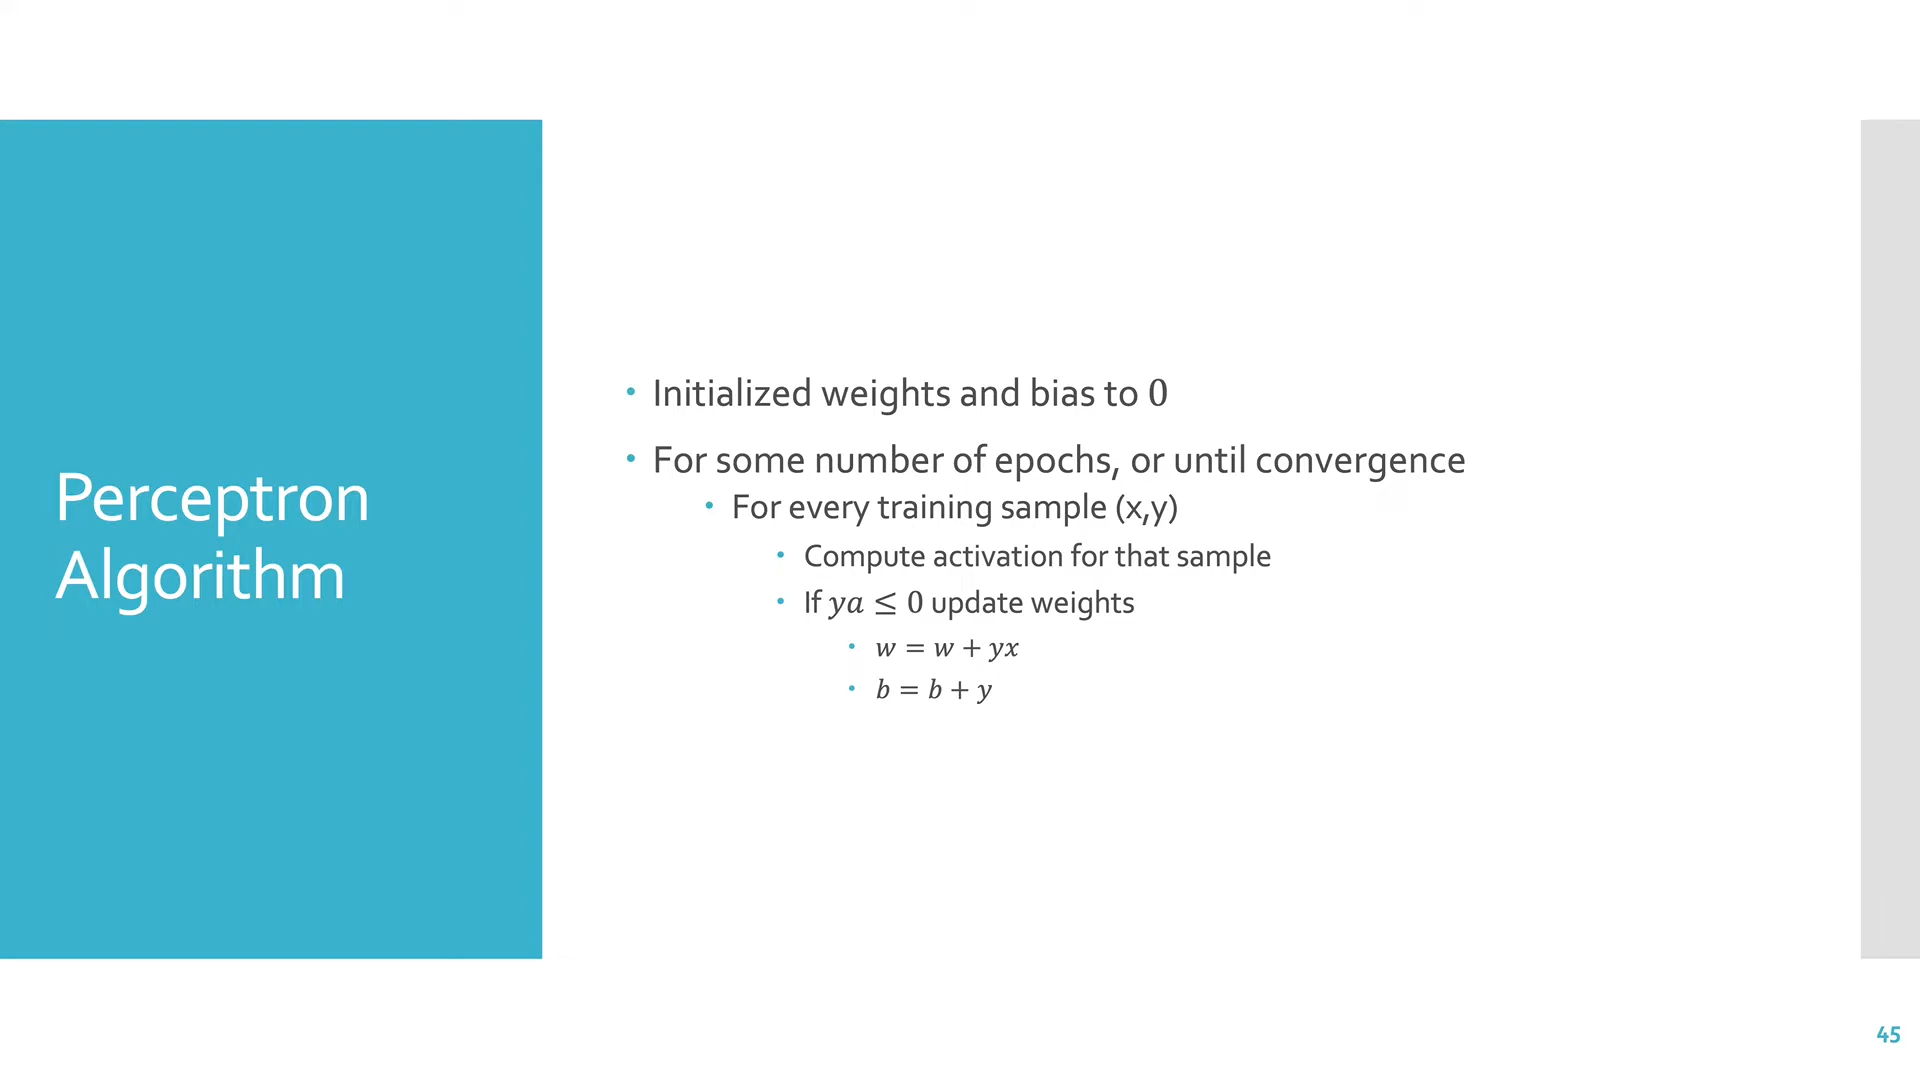 Perceptron
Algorithm
• Initialized weights and bias to 0
• For some number of epochs, or until convergence
• For every training sample (x,y)
• Compute activation for that sample
• If 𝑦𝑎 ≤ 0 update weights
• 𝑤 = 𝑤 + 𝑦𝑥
• 𝑏 = 𝑏 + 𝑦
45